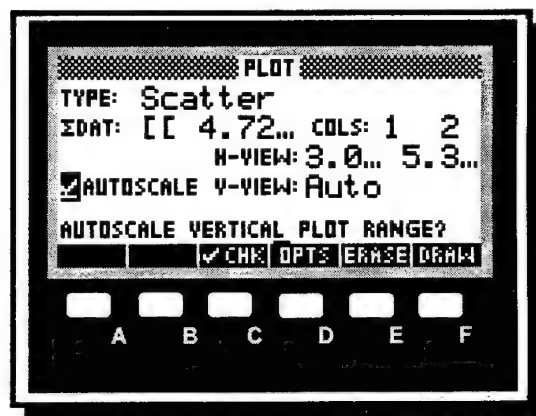 PLOT
TYPE: Scatter
ΣDAT: [[ 4.72… COLS: 1 2
H-VIEW: 3.0… 5.3…
✓AUTOSCALE V-VIEW: Auto
AUTOSCALE VERTICAL PLOT RANGE?
✓CHK OPTS ERASE DRAW
A B C D E F